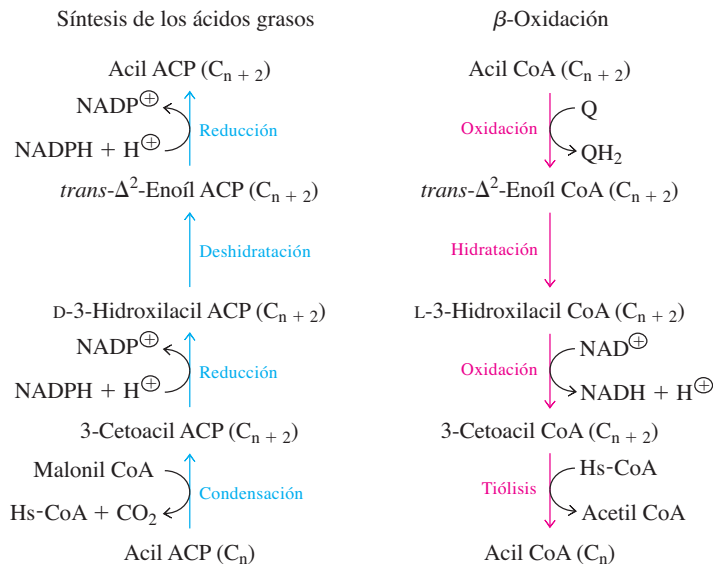 Síntesis de los ácidos grasos
Acil ACP (Cₙ ₊ ₂)
NADP⊕
Reducción
NADPH + H⊕
trans-Δ²-Enoíl ACP (Cₙ ₊ ₂)
Deshidratación
D-3-Hidroxilacil ACP (Cₙ ₊ ₂)
NADP⊕
Reducción
NADPH + H⊕
3-Cetoacil ACP (Cₙ ₊ ₂)
Malonil CoA
Condensación
Hs-CoA + CO₂
Acil ACP (Cₙ)
β-Oxidación
Acil CoA (Cₙ ₊ ₂)
Q
Oxidación
QH₂
trans-Δ²-Enoíl CoA (Cₙ ₊ ₂)
Hidratación
L-3-Hidroxilacil CoA (Cₙ ₊ ₂)
NAD⊕
Oxidación
NADH + H⊕
3-Cetoacil CoA (Cₙ ₊ ₂)
Hs-CoA
Tiólisis
Acetil CoA
Acil CoA (Cₙ)